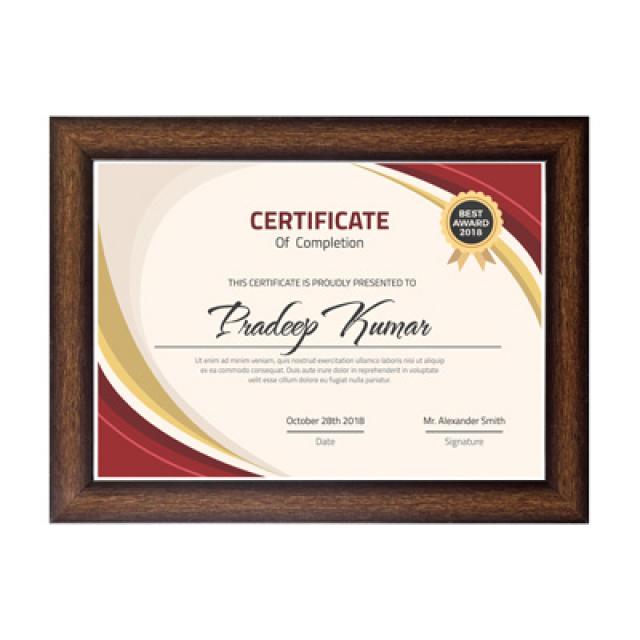 BEST
AWARD
2018
CERTIFICATE
Of Completion
THIS CERTIFICATE IS PROUDLY PRESENTED TO
Pradeep Kumar
Ut enim ad minim veniam, quis nostrud exercitation ullamco laboris nisi ut aliquip
ex ea commodo consequat. Duis aute irure dolor in reprehenderit in voluptate
velit esse cillum dolore eu fugiat nulla pariatur.
October 28th 2018
Mr. Alexander Smith
Date
Signature